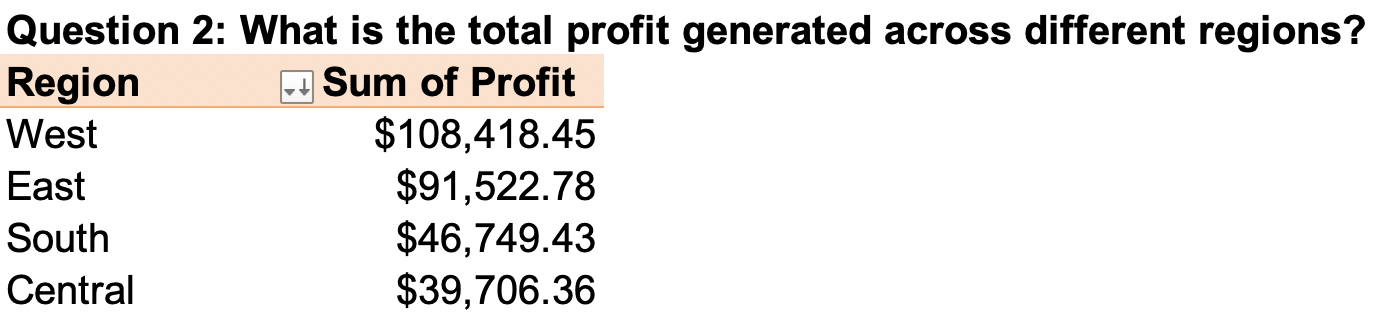 Question 2: What is the total profit generated across different regions?
Region Sum of Profit
West $108,418.45
East $91,522.78
South $46,749.43
Central $39,706.36